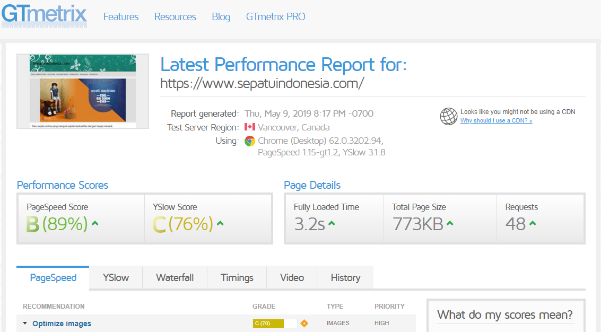 GTmetrix
Features Resources Blog GTmetrix PRO
Latest Performance Report for:
https://www.sepatuindonesia.com/
Report generated: Thu, May 9, 2019 8:17 PM -0700
Test Server Region: Vancouver, Canada
Using: Chrome (Desktop) 62.0.3202.94,
PageSpeed 1.15-gt1.2, YSlow 3.1.8
Looks like you might not be using a CDN
Why should I use a CDN? »
Performance Scores
PageSpeed Score
B (89%)
YSlow Score
C (76%)
Page Details
Fully Loaded Time
3.2s
Total Page Size
773KB
Requests
48
PageSpeed YSlow Waterfall Timings Video History
RECOMMENDATION GRADE TYPE PRIORITY
Optimize images C (70) IMAGES HIGH
What do my scores mean?